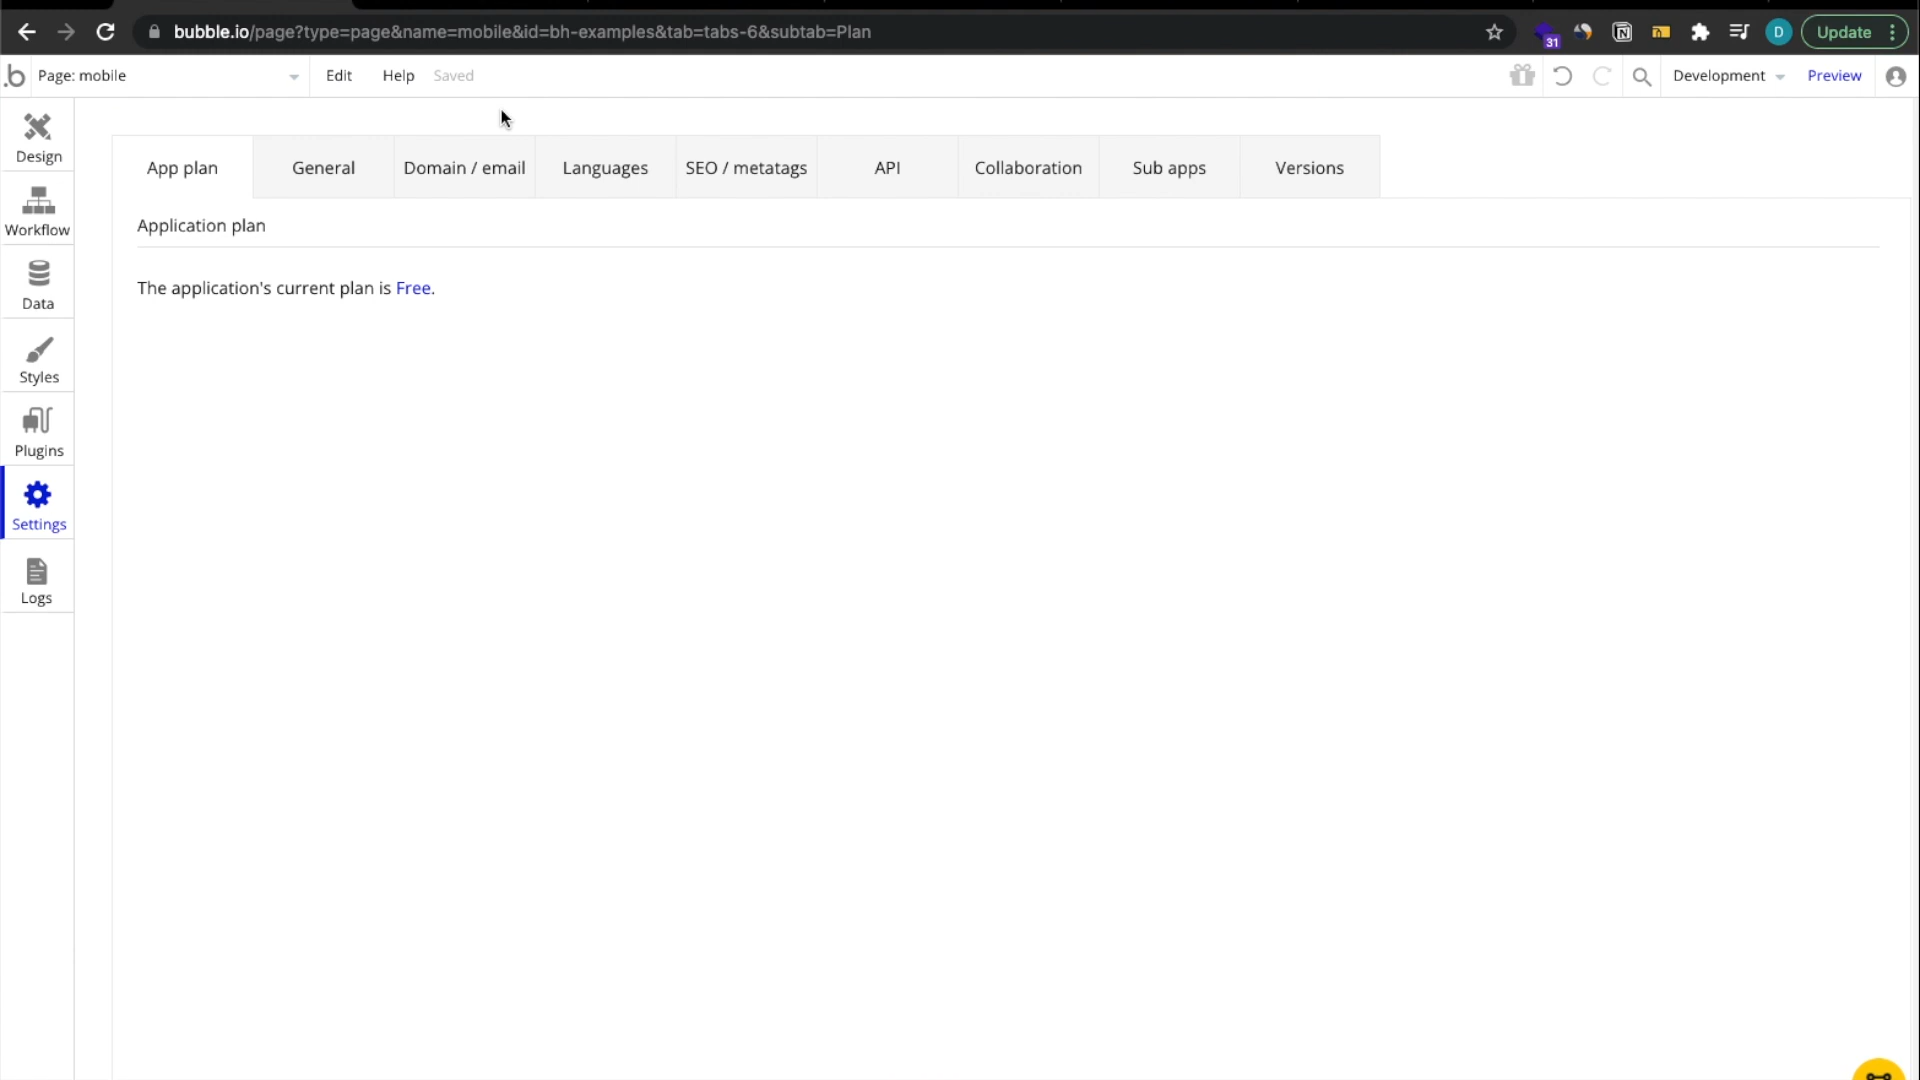 bubble.io/page?type=page&name=mobile&id=bh-examples&tab=tabs-6&subtab=Plan
31
D
Update
b Page: mobile Edit Help Saved Development Preview
Design
Workflow
Data
Styles
Plugins
Settings
Logs
App plan General Domain / email Languages SEO / metatags API Collaboration Sub apps Versions
Application plan
The application's current plan is Free.